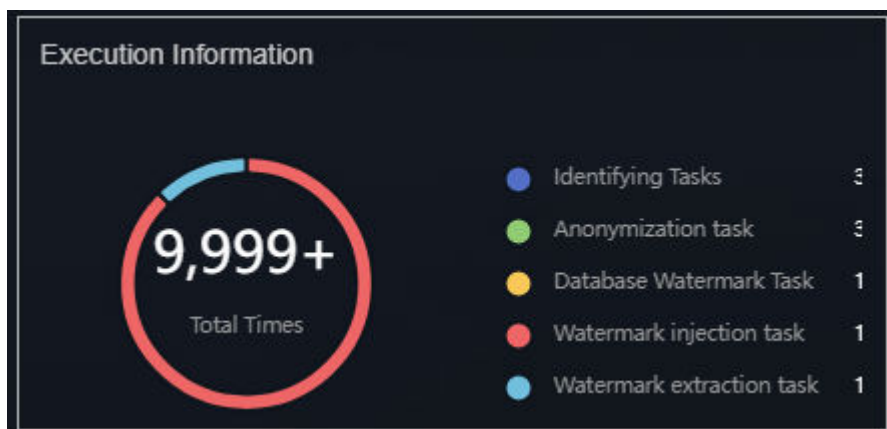 Execution Information
9,999+
Total Times
Identifying Tasks
Anonymization task
Database Watermark Task 1
Watermark injection task 1
Watermark extraction task 1